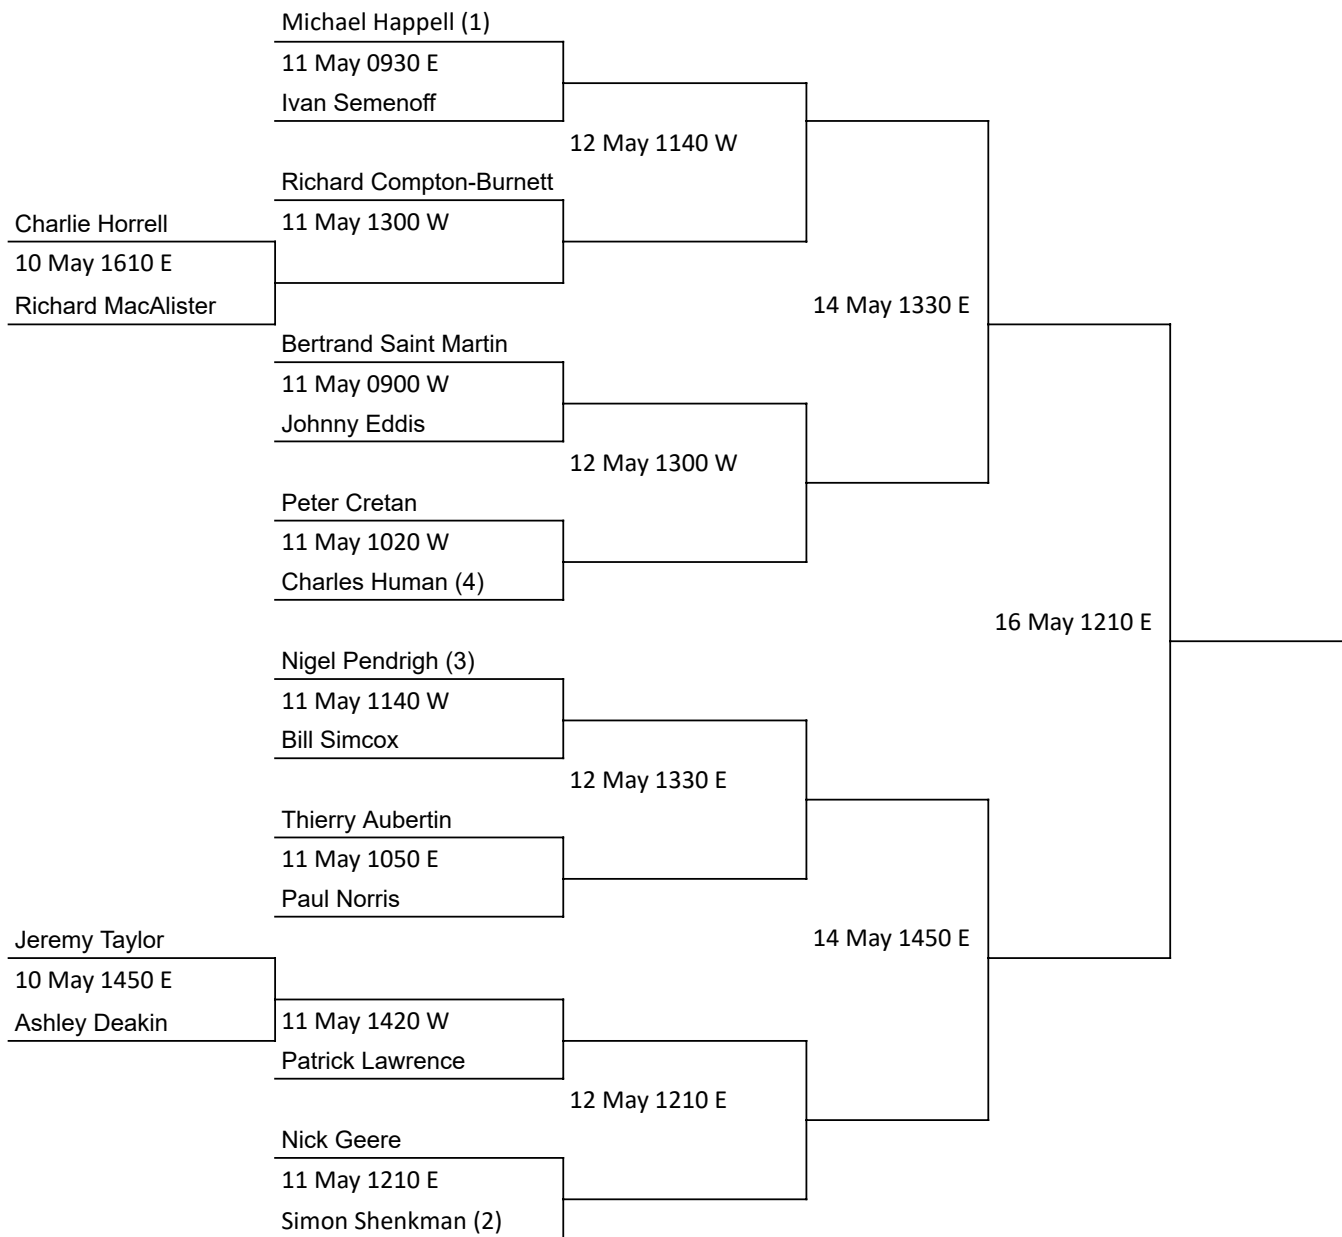 Michael Happell (1)
11 May 0930 E
Ivan Semenoff
12 May 1140 W
Richard Compton-Burnett
Charlie Horrell
11 May 1300 W
10 May 1610 E
Richard MacAlister
14 May 1330 E
Bertrand Saint Martin
11 May 0900 W
Johnny Eddis
12 May 1300 W
Peter Cretan
11 May 1020 W
Charles Human (4)
16 May 1210 E
Nigel Pendrigh (3)
11 May 1140 W
Bill Simcox
12 May 1330 E
Thierry Aubertin
11 May 1050 E
Paul Norris
Jeremy Taylor
14 May 1450 E
10 May 1450 E
Ashley Deakin
11 May 1420 W
Patrick Lawrence
12 May 1210 E
Nick Geere
11 May 1210 E
Simon Shenkman (2)